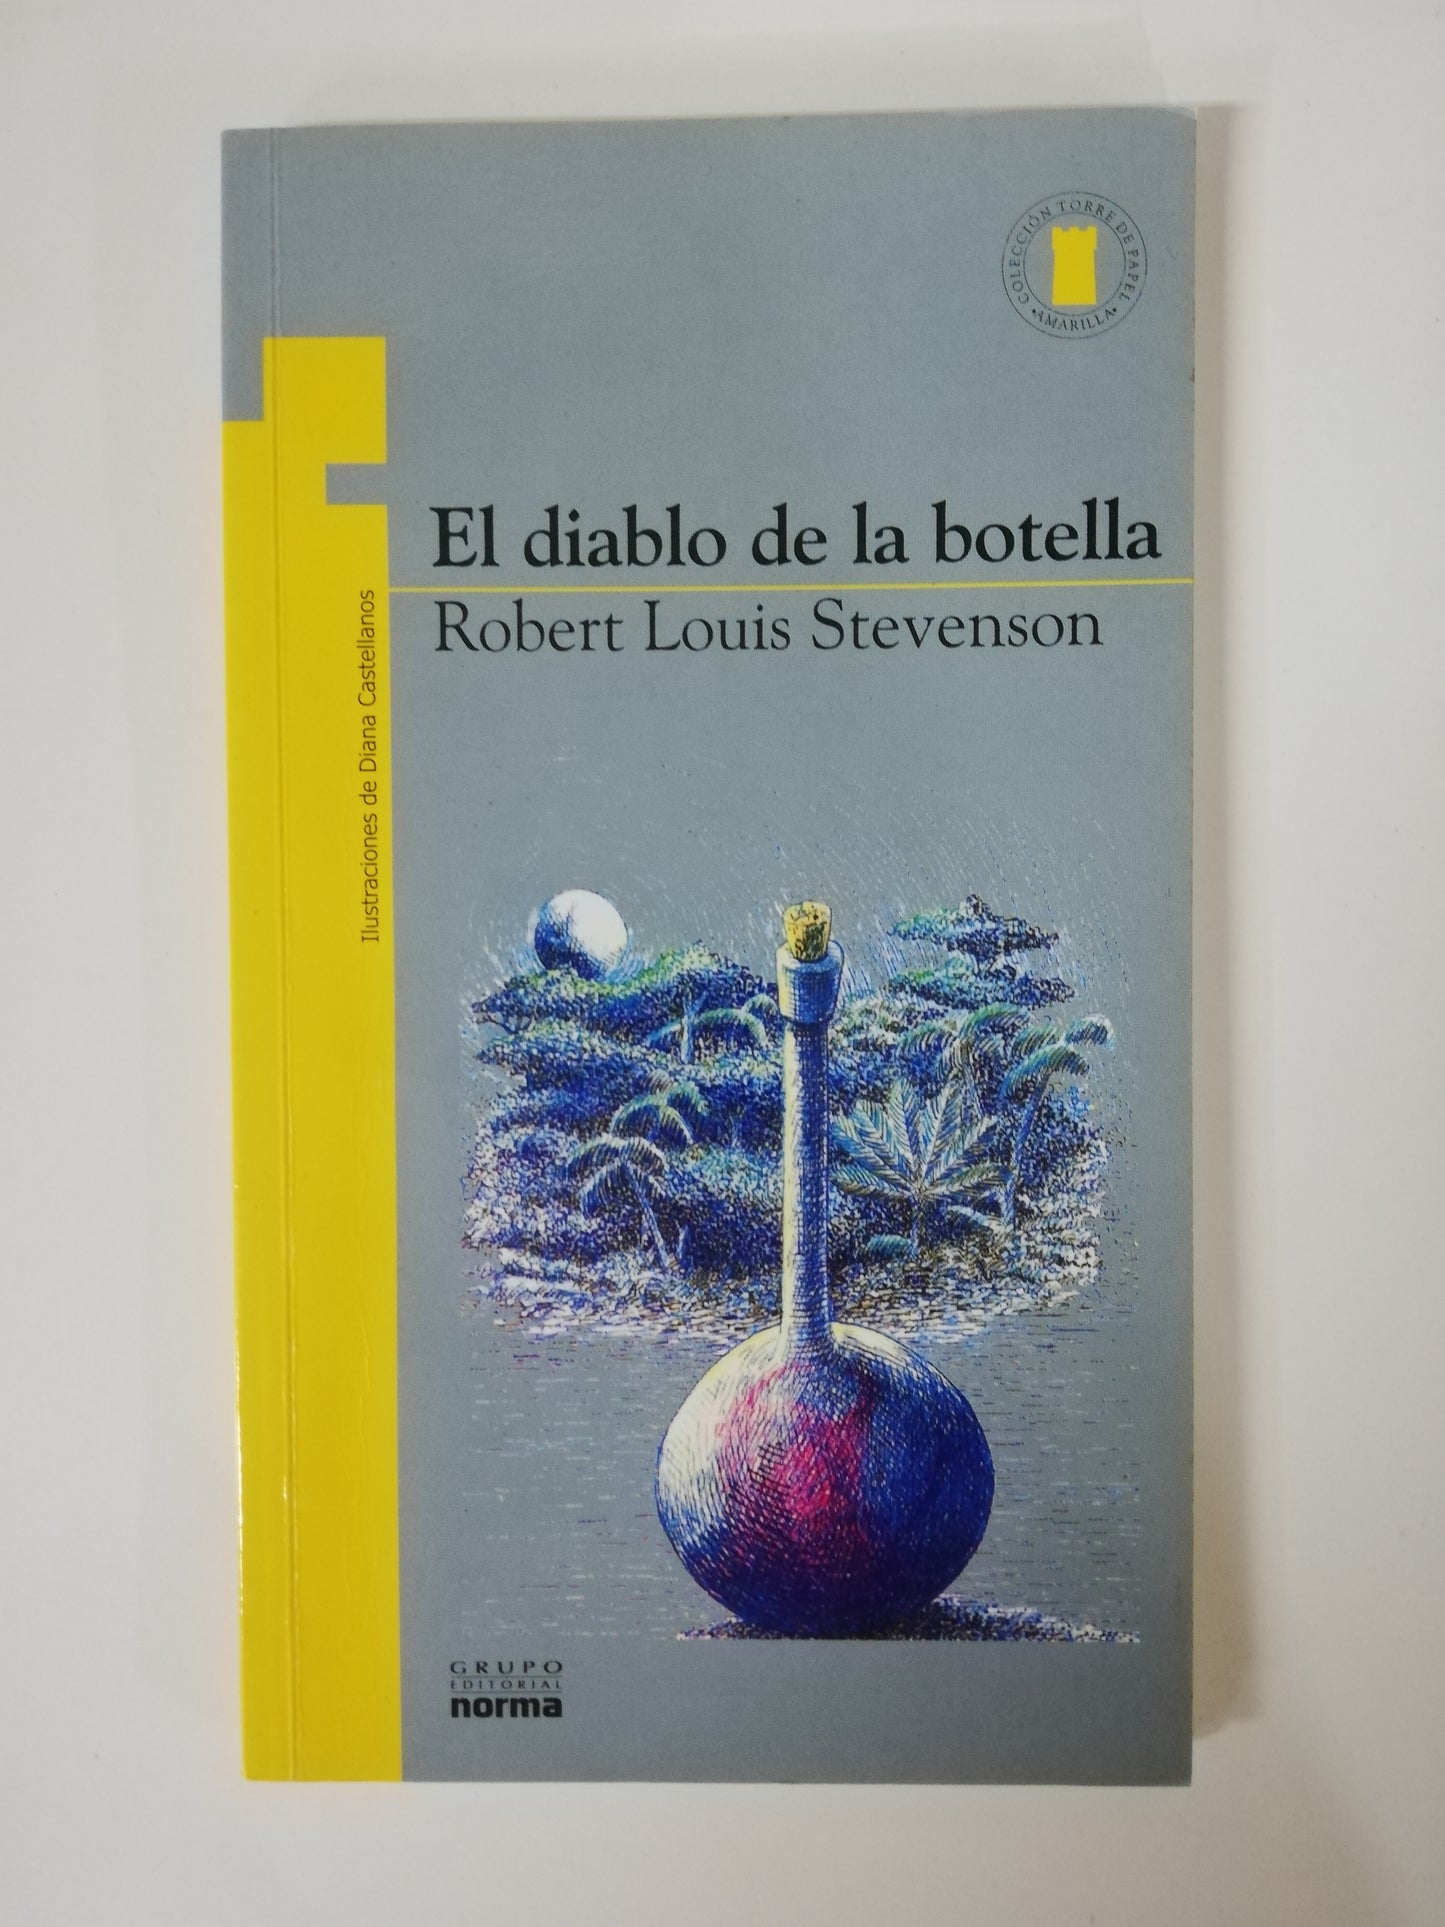 COLECCIÓN TORRE DE PAPEL
•AMARILLA•
El diablo de la botella
Robert Louis Stevenson
Ilustraciones de Diana Castellanos
GRUPO
EDITORIAL
norma